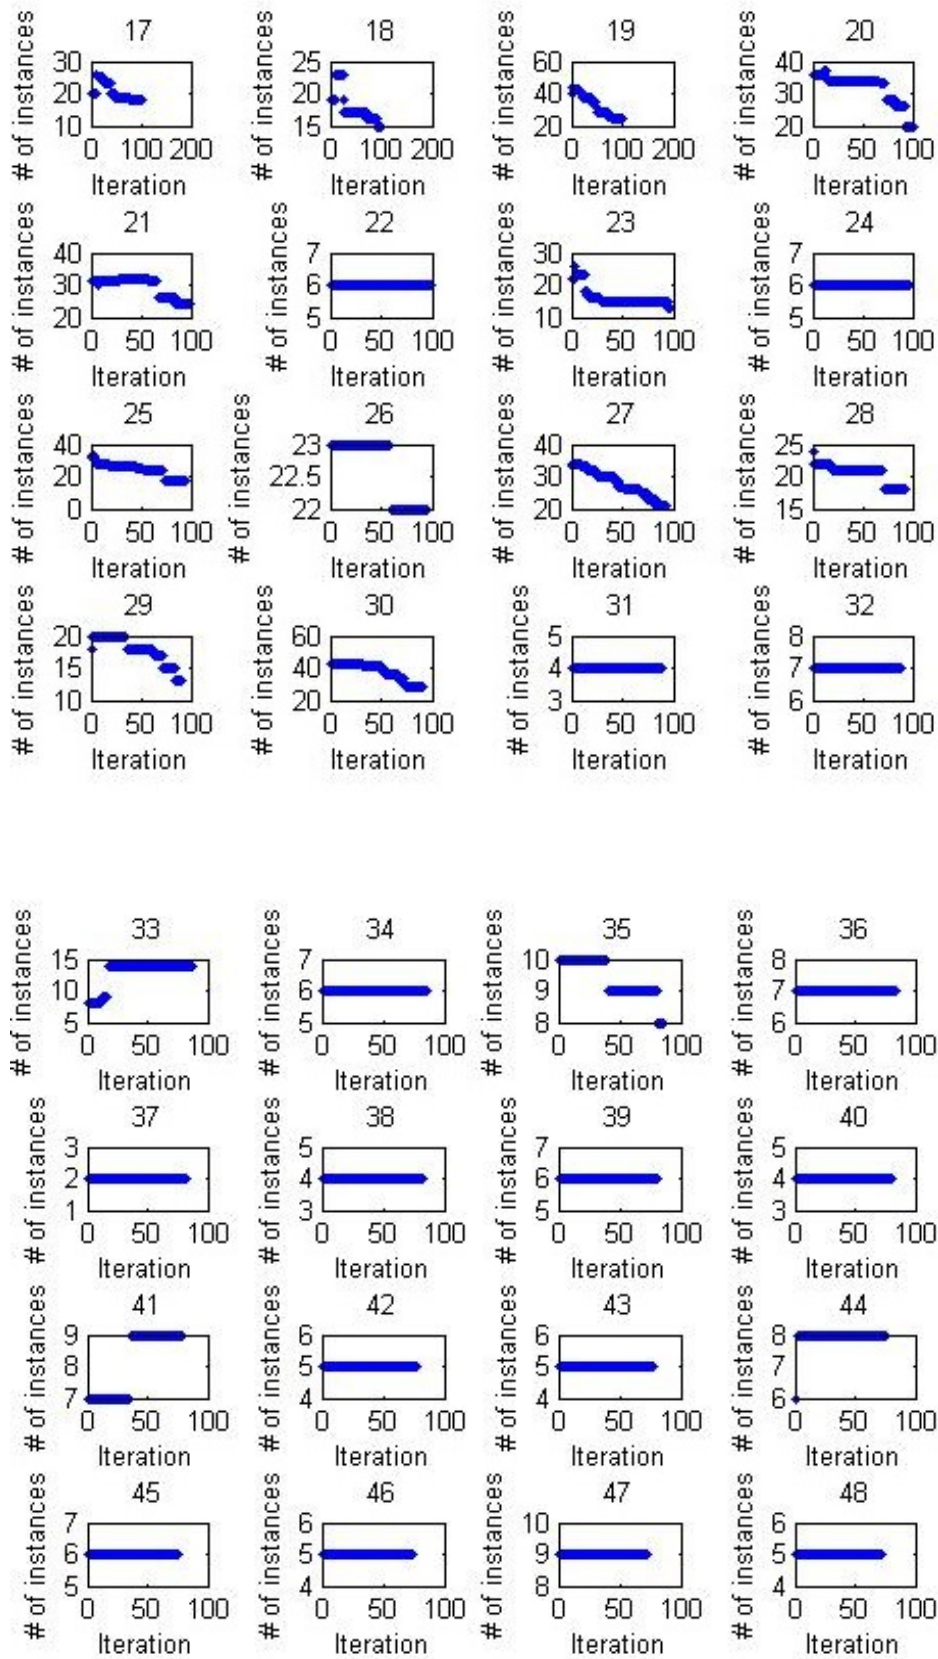 17 18 19 20
# of instances # of instances # of instances # of instances
30 25 60 40
20 20 40 30
10 15 20 20
0 100 200 0 100 200 0 100 200 0 50 100
Iteration Iteration Iteration Iteration
21 22 23 24
# of instances # of instances # of instances # of instances
40 7 30 7
30 6 20 6
20 5 10 5
0 50 100 0 50 100 0 50 100 0 50 100
Iteration Iteration Iteration Iteration
25 26 27 28
# of instances # of instances # of instances # of instances
40 23 40 25
20 22.5 30 20
0 22 20 15
0 50 100 0 50 100 0 50 100 0 50 100
Iteration Iteration Iteration Iteration
29 30 31 32
# of instances # of instances # of instances # of instances
20 60 5 8
15 40 4 7
10 20 3 6
0 50 100 0 50 100 0 50 100 0 50 100
Iteration Iteration Iteration Iteration
33 34 35 36
# of instances # of instances # of instances # of instances
15 7 10 8
10 6 9 7
5 5 8 6
0 50 100 0 50 100 0 50 100 0 50 100
Iteration Iteration Iteration Iteration
37 38 39 40
# of instances # of instances # of instances # of instances
3 5 7 5
2 4 6 4
1 3 5 3
0 50 100 0 50 100 0 50 100 0 50 100
Iteration Iteration Iteration Iteration
41 42 43 44
# of instances # of instances # of instances # of instances
9 6 6 8
8 5 5 7
7 4 4 6
0 50 100 0 50 100 0 50 100 0 50 100
Iteration Iteration Iteration Iteration
45 46 47 48
# of instances # of instances # of instances # of instances
7 6 10 6
6 5 9 5
5 4 8 4
0 50 100 0 50 100 0 50 100 0 50 100
Iteration Iteration Iteration Iteration